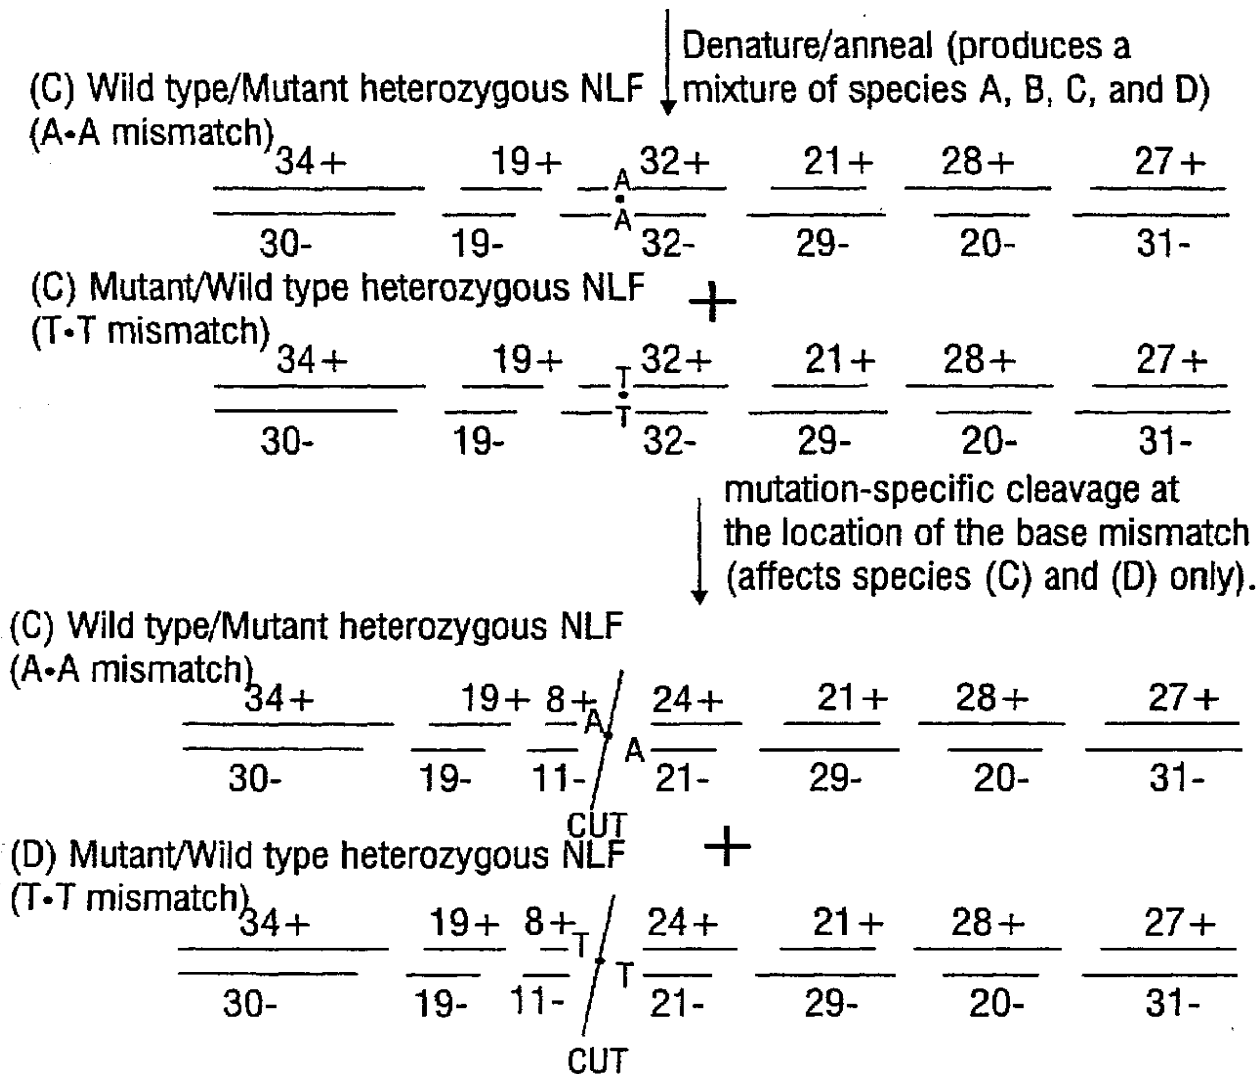 Denature/anneal (produces a
(C) Wild type/Mutant heterozygous NLF mixture of species A, B, C, and D)
(A•A mismatch)
34+ 19+ A 32+ 21+ 28+ 27+
30- 19- A 32- 29- 20- 31-
(C) Mutant/Wild type heterozygous NLF +
(T•T mismatch)
34+ 19+ T 32+ 21+ 28+ 27+
30- 19- T 32- 29- 20- 31-
mutation-specific cleavage at
the location of the base mismatch
(affects species (C) and (D) only).
(C) Wild type/Mutant heterozygous NLF
(A•A mismatch)
34+ 19+ 8+ A 24+ 21+ 28+ 27+
30- 19- 11- A 21- 29- 20- 31-
CUT
(D) Mutant/Wild type heterozygous NLF +
(T•T mismatch)
34+ 19+ 8+ T 24+ 21+ 28+ 27+
30- 19- 11- T 21- 29- 20- 31-
CUT